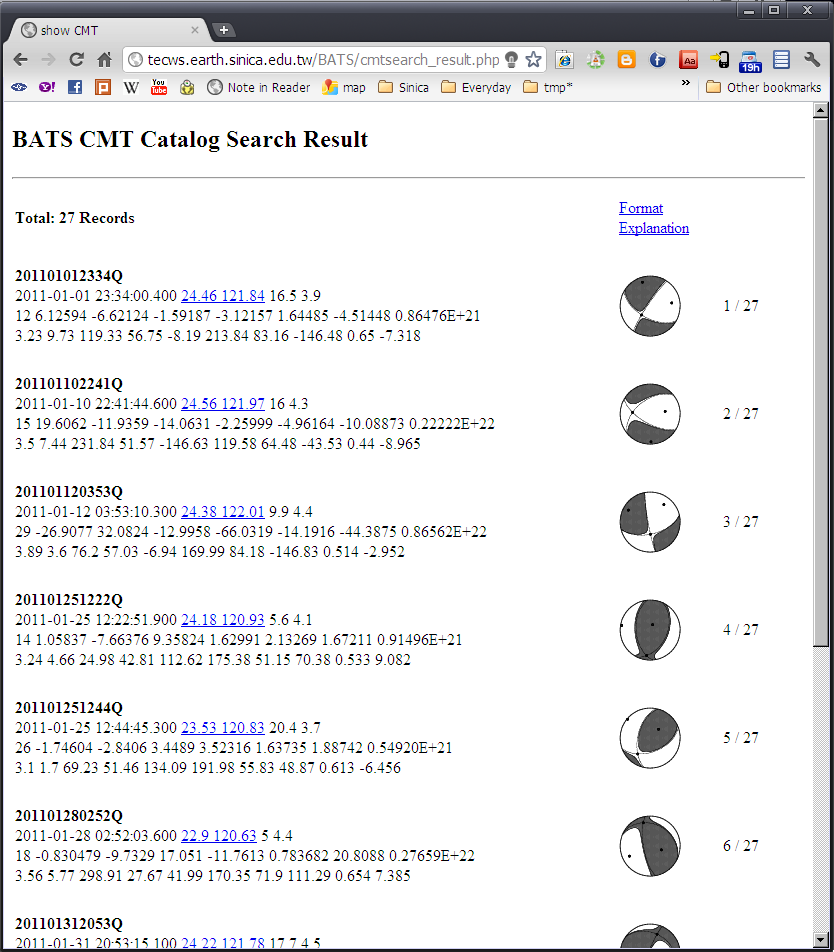 show CMT
tecws.earth.sinica.edu.tw/BATS/cmtsearch_result.php
Aa
19h
Y!
W
You Tube
Note in Reader
map
Sinica
Everyday
tmp*
»
Other bookmarks
BATS CMT Catalog Search Result
Total: 27 Records
Format
Explanation
201101012334Q
2011-01-01 23:34:00.400 24.46 121.84 16.5 3.9
12 6.12594 -6.62124 -1.59187 -3.12157 1.64485 -4.51448 0.86476E+21
3.23 9.73 119.33 56.75 -8.19 213.84 83.16 -146.48 0.65 -7.318
1 / 27
201101102241Q
2011-01-10 22:41:44.600 24.56 121.97 16 4.3
15 19.6062 -11.9359 -14.0631 -2.25999 -4.96164 -10.08873 0.22222E+22
3.5 7.44 231.84 51.57 -146.63 119.58 64.48 -43.53 0.44 -8.965
2 / 27
201101120353Q
2011-01-12 03:53:10.300 24.38 122.01 9.9 4.4
29 -26.9077 32.0824 -12.9958 -66.0319 -14.1916 -44.3875 0.86562E+22
3.89 3.6 76.2 57.03 -6.94 169.99 84.18 -146.83 0.514 -2.952
3 / 27
201101251222Q
2011-01-25 12:22:51.900 24.18 120.93 5.6 4.1
14 1.05837 -7.66376 9.35824 1.62991 2.13269 1.67211 0.91496E+21
3.24 4.66 24.98 42.81 112.62 175.38 51.15 70.38 0.533 9.082
4 / 27
201101251244Q
2011-01-25 12:44:45.300 23.53 120.83 20.4 3.7
26 -1.74604 -2.8406 3.4489 3.52316 1.63735 1.88742 0.54920E+21
3.1 1.7 69.23 51.46 134.09 191.98 55.83 48.87 0.613 -6.456
5 / 27
201101280252Q
2011-01-28 02:52:03.600 22.9 120.63 5 4.4
18 -0.830479 -9.7329 17.051 -11.7613 0.783682 20.8088 0.27659E+22
3.56 5.77 298.91 27.67 41.99 170.35 71.9 111.29 0.654 7.385
6 / 27
201101312053Q
2011-01-31 20:53:15.100 24.22 121.78 17.7 4.5